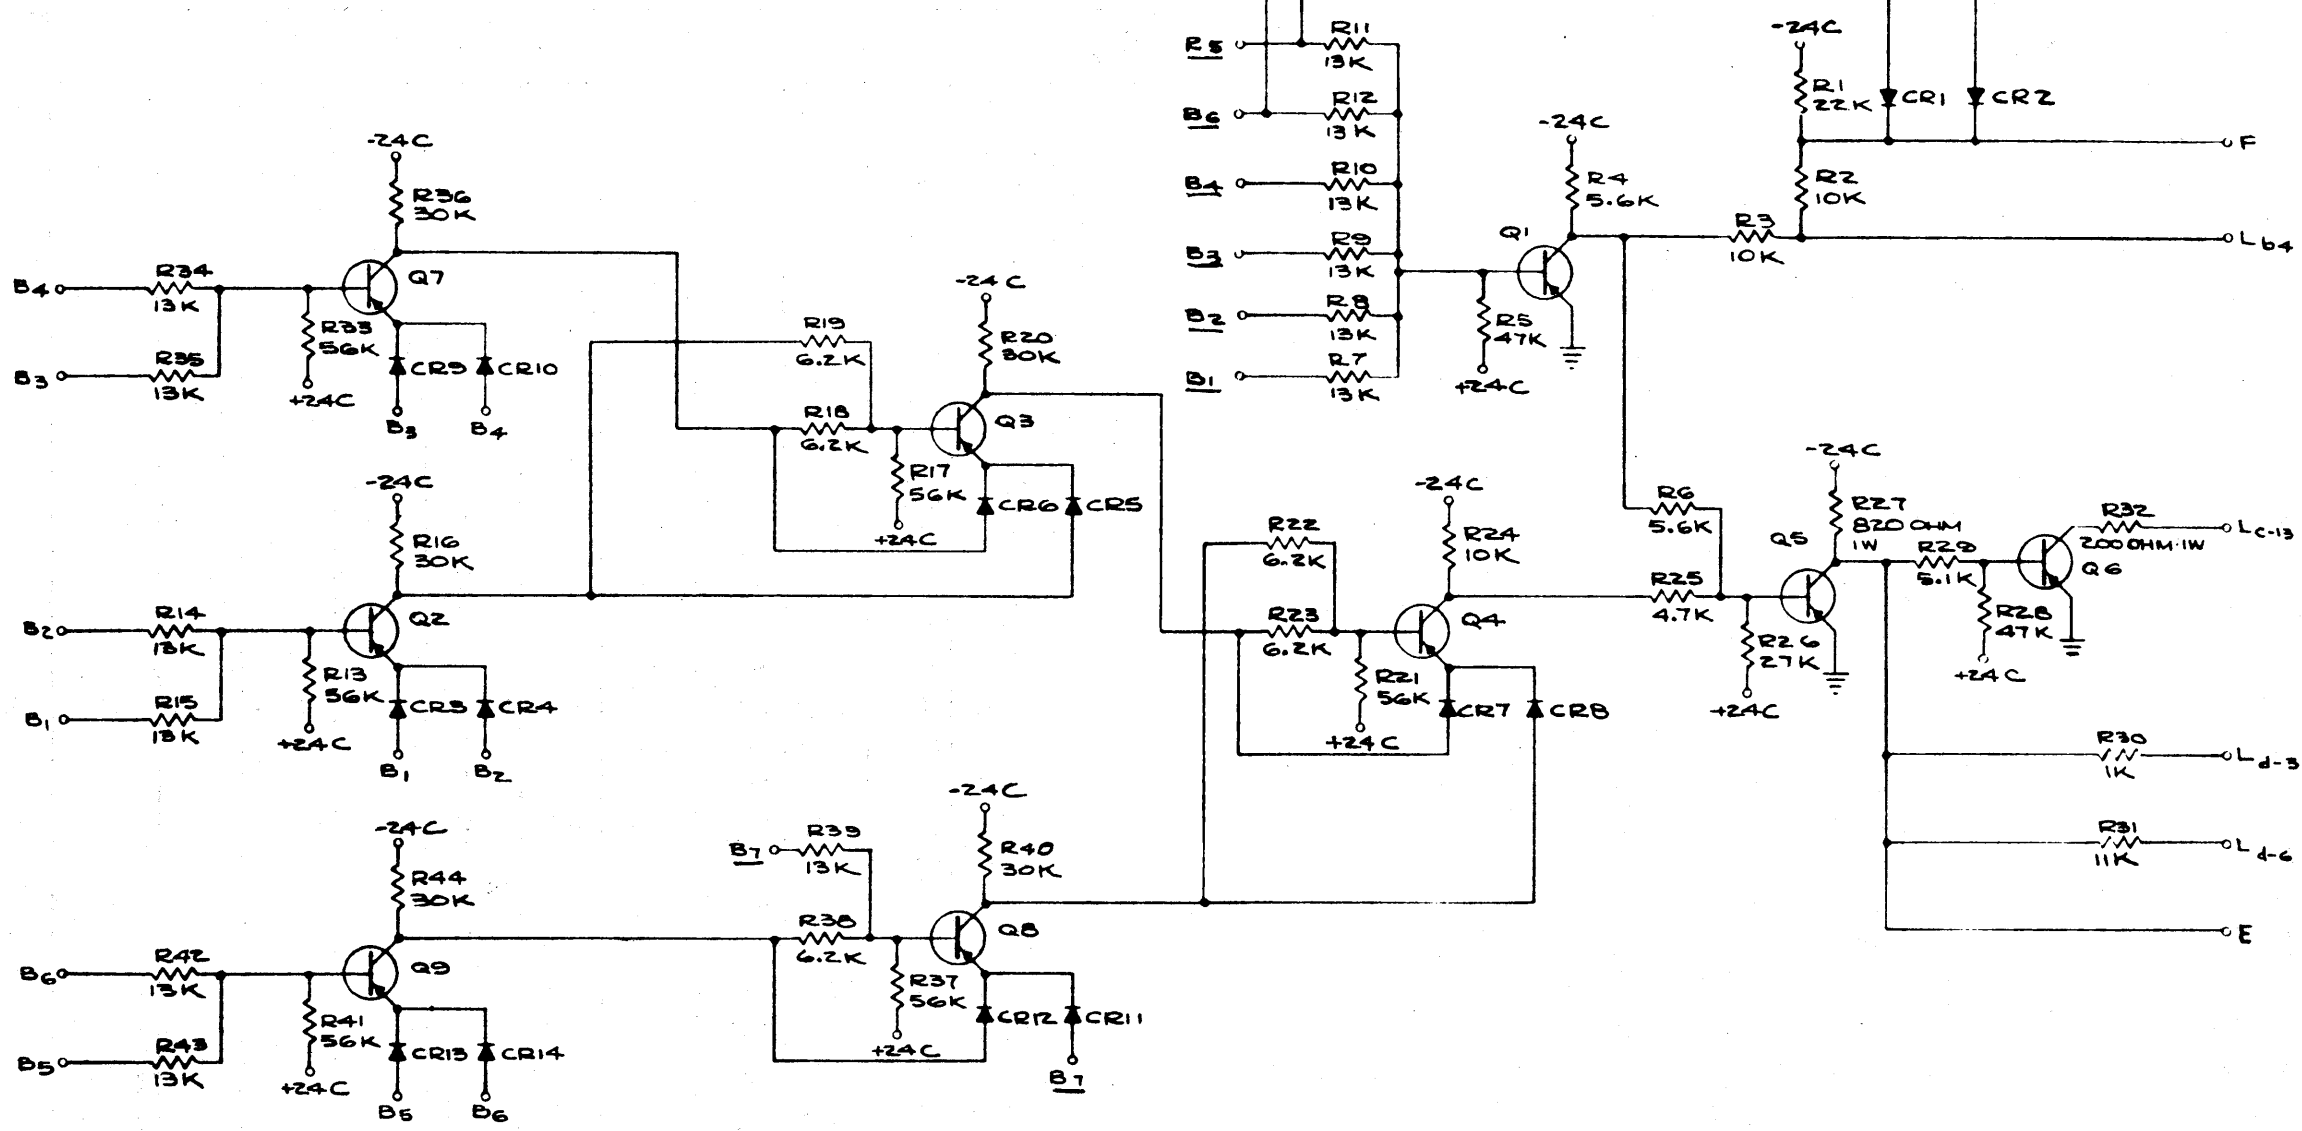 -24C
R1
22K
CR1
CR2
F
R2
10K
R5
R11
13K
B6
R12
13K
B4
R10
13K
B3
R9
13K
B2
R8
13K
B1
R7
13K
-24C
R4
5.6K
Q1
R5
47K
+24C
R3
10K
Lb4
-24C
R36
30K
B4
R34
13K
Q7
B3
R35
13K
R33
56K
+24C
CR9
CR10
B3
B4
-24C
R16
30K
B2
R14
13K
Q2
B1
R15
13K
R13
56K
+24C
CR3
CR4
B1
B2
R19
6.2K
R18
6.2K
-24C
R20
30K
Q3
R17
56K
+24C
CR6
CR5
-24C
R44
30K
B6
R42
13K
Q9
B5
R43
13K
R41
56K
+24C
CR13
CR14
B5
B6
B7
R39
13K
R38
6.2K
-24C
R40
30K
Q8
R37
56K
+24C
CR12
CR11
B7
R22
6.2K
R23
6.2K
-24C
R24
10K
Q4
R21
56K
+24C
CR7
CR8
R6
5.6K
R25
4.7K
-24C
R27
820 OHM
1W
Q5
R26
27K
+24C
R29
5.1K
R28
47K
+24C
Q6
R32
200 OHM·1W
Lc-13
R30
1K
Ld-3
R31
11K
Ld-6
E